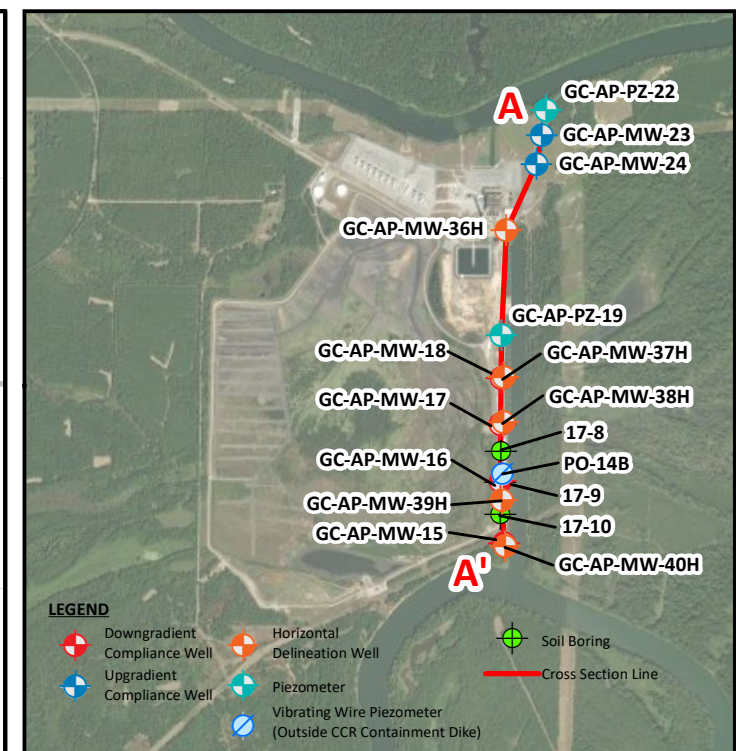 A
GC-AP-PZ-22
GC-AP-MW-23
GC-AP-MW-24
GC-AP-MW-36H
GC-AP-PZ-19
GC-AP-MW-18
GC-AP-MW-37H
GC-AP-MW-17
GC-AP-MW-38H
17-8
GC-AP-MW-16
PO-14B
17-9
GC-AP-MW-39H
17-10
GC-AP-MW-15
GC-AP-MW-40H
A'
LEGEND
Downgradient
Compliance Well
Upgradient
Compliance Well
Horizontal
Delineation Well
Piezometer
Vibrating Wire Piezometer
(Outside CCR Containment Dike)
Soil Boring
Cross Section Line